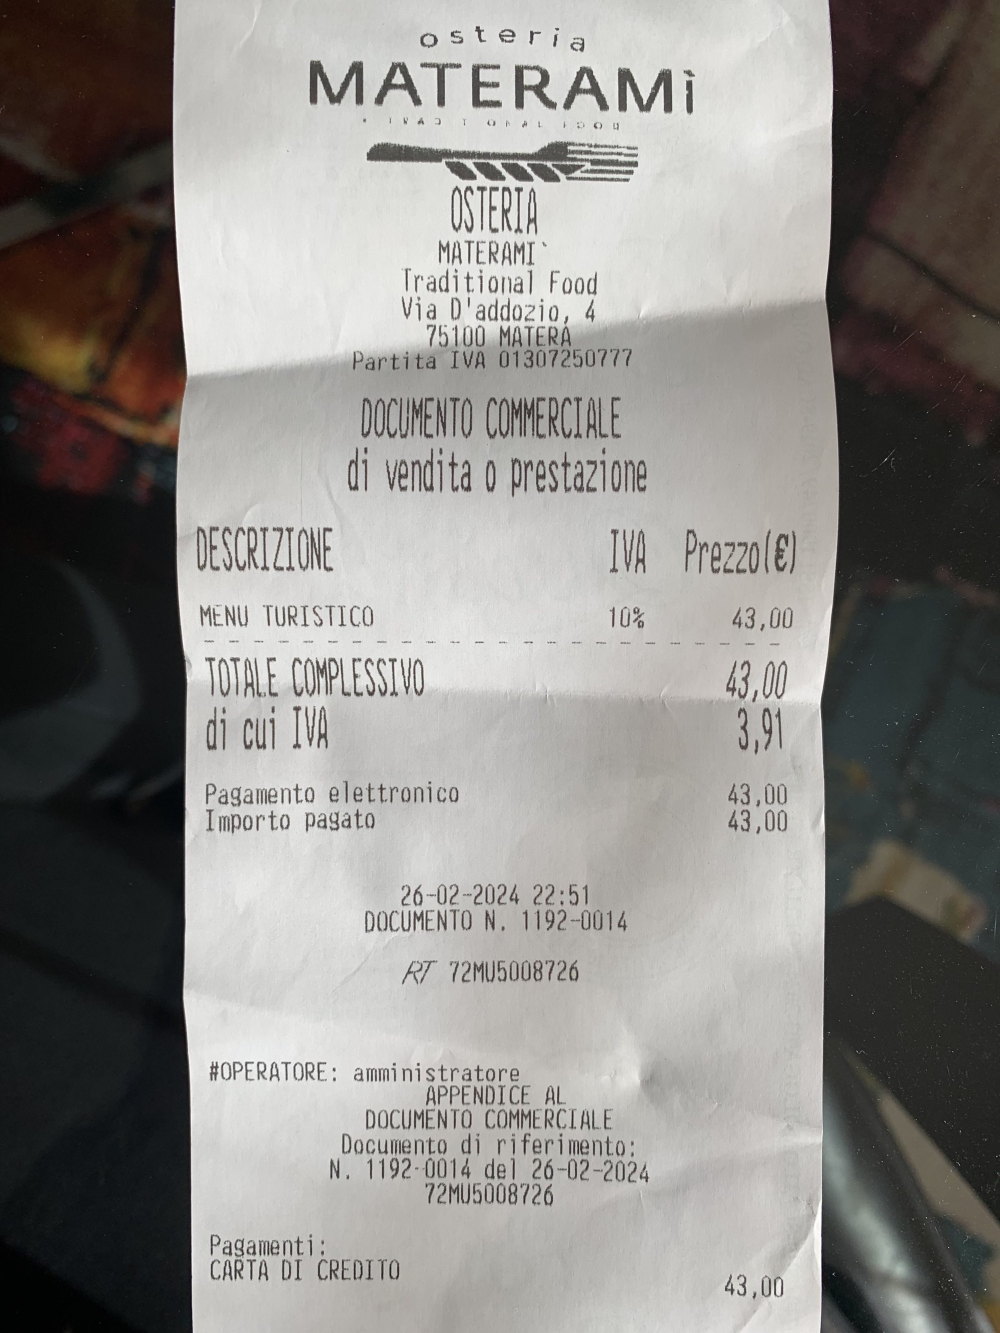 osteria
MATERAMì
OSTERIA
MATERAMI`
Traditional Food
Via D'addozio, 4
75100 MATERA
Partita IVA 01307250777
DOCUMENTO COMMERCIALE
di vendita o prestazione
DESCRIZIONE IVA Prezzo(€)
MENU TURISTICO 10% 43,00
TOTALE COMPLESSIVO 43,00
di cui IVA 3,91
Pagamento elettronico 43,00
Importo pagato 43,00
26-02-2024 22:51
DOCUMENTO N. 1192-0014
RT 72MU5008726
#OPERATORE: amministratore
APPENDICE AL
DOCUMENTO COMMERCIALE
Documento di riferimento:
N. 1192-0014 del 26-02-2024
72MU5008726
Pagamenti:
CARTA DI CREDITO 43,00